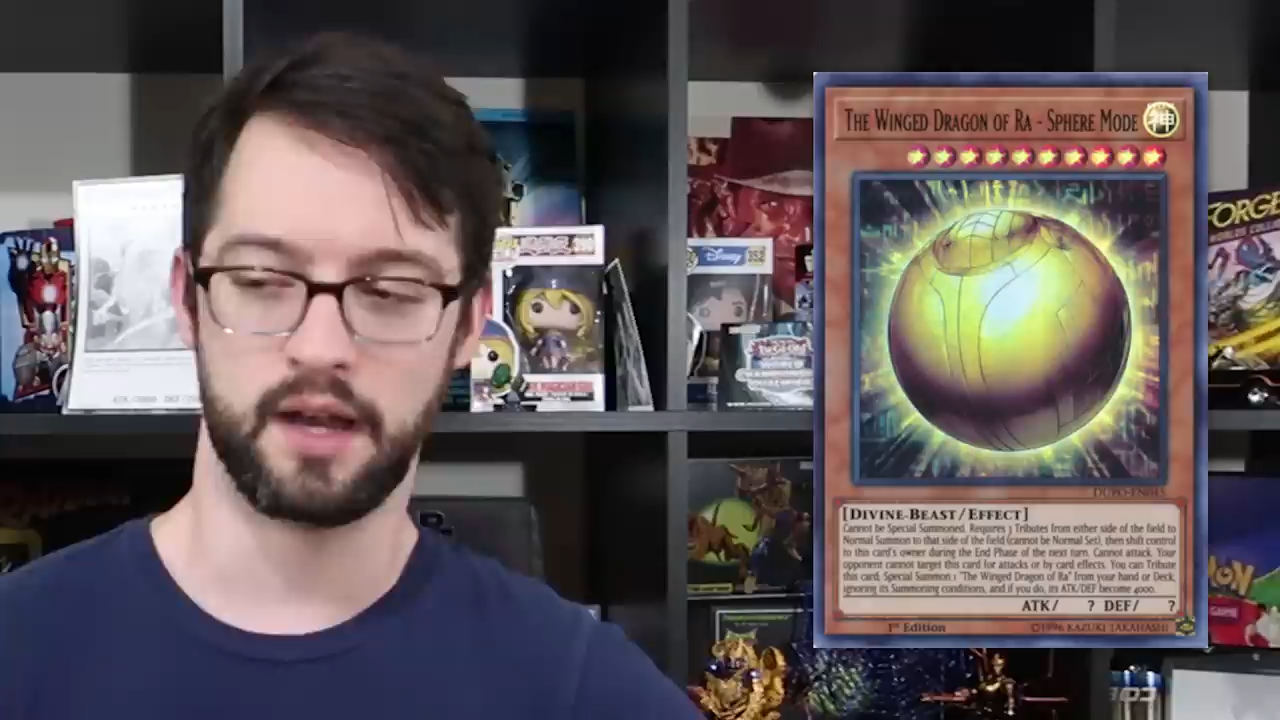 THE WINGED DRAGON OF RA - SPHERE MODE
神
DUPO-EN045
[DIVINE-BEAST/EFFECT]
Cannot be Special Summoned. Requires 3 Tributes from either side of the field to
Normal Summon to that side of the field (cannot be Normal Set), then shift control
to this card's owner during the End Phase of the next turn. Cannot attack. Your
opponent cannot target this card for attacks or by card effects. You can Tribute
this card; Special Summon 1 "The Winged Dragon of Ra" from your hand or Deck,
ignoring its Summoning conditions, and if you do, its ATK/DEF become 4000.
ATK/ ? DEF/ ?
1st Edition
©1996 KAZUKI TAKAHASHI
Disney
353
FORGE